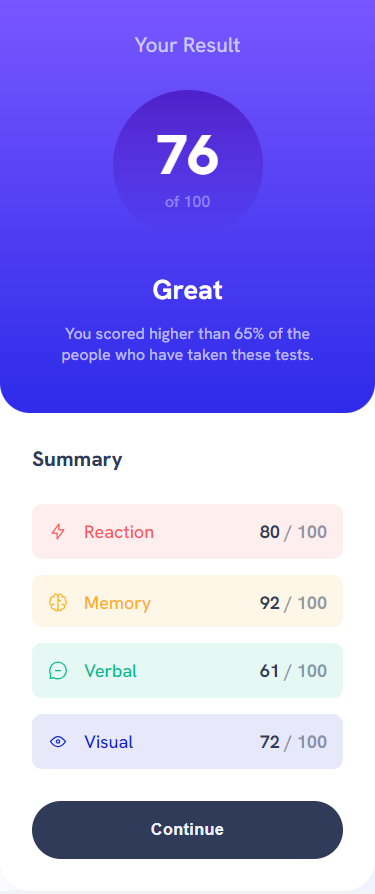 Your Result
76
of 100
Great
You scored higher than 65% of the
people who have taken these tests.
Summary
Reaction 80 / 100
Memory 92 / 100
Verbal 61 / 100
Visual 72 / 100
Continue